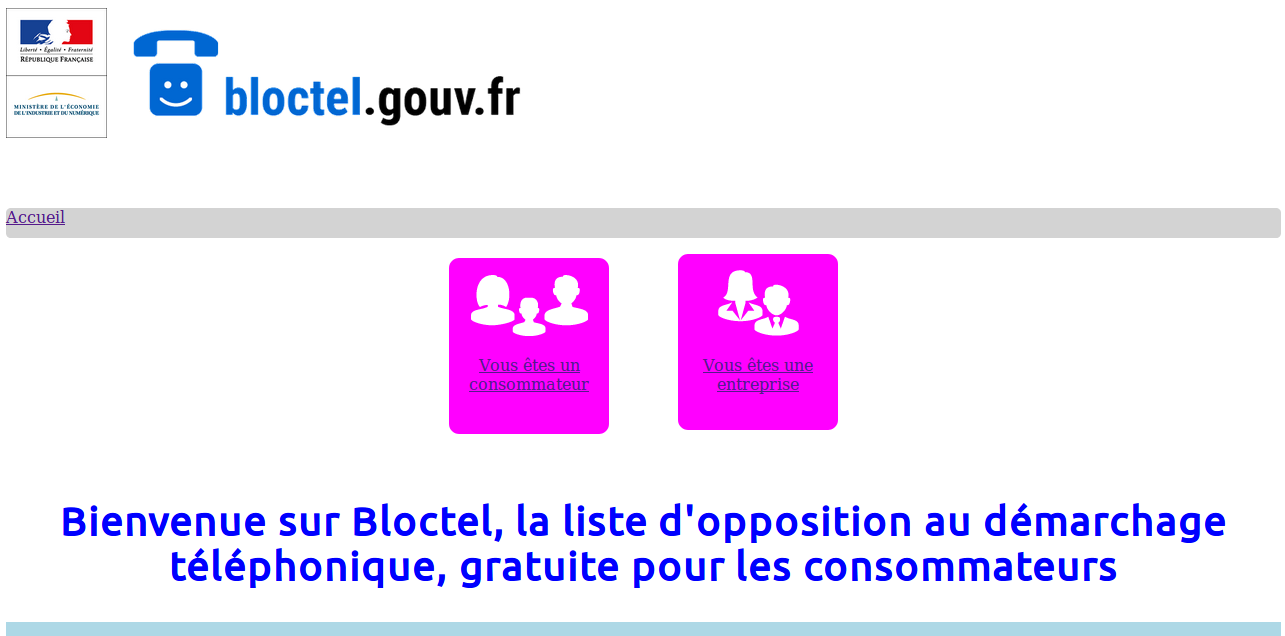 Liberté • Égalité • Fraternité
RÉPUBLIQUE FRANÇAISE
MINISTÈRE DE L'ÉCONOMIE
DE L'INDUSTRIE ET DU NUMÉRIQUE
bloctel.gouv.fr
Accueil
Vous êtes un
consommateur
Vous êtes une
entreprise
Bienvenue sur Bloctel, la liste d'opposition au démarchage
téléphonique, gratuite pour les consommateurs